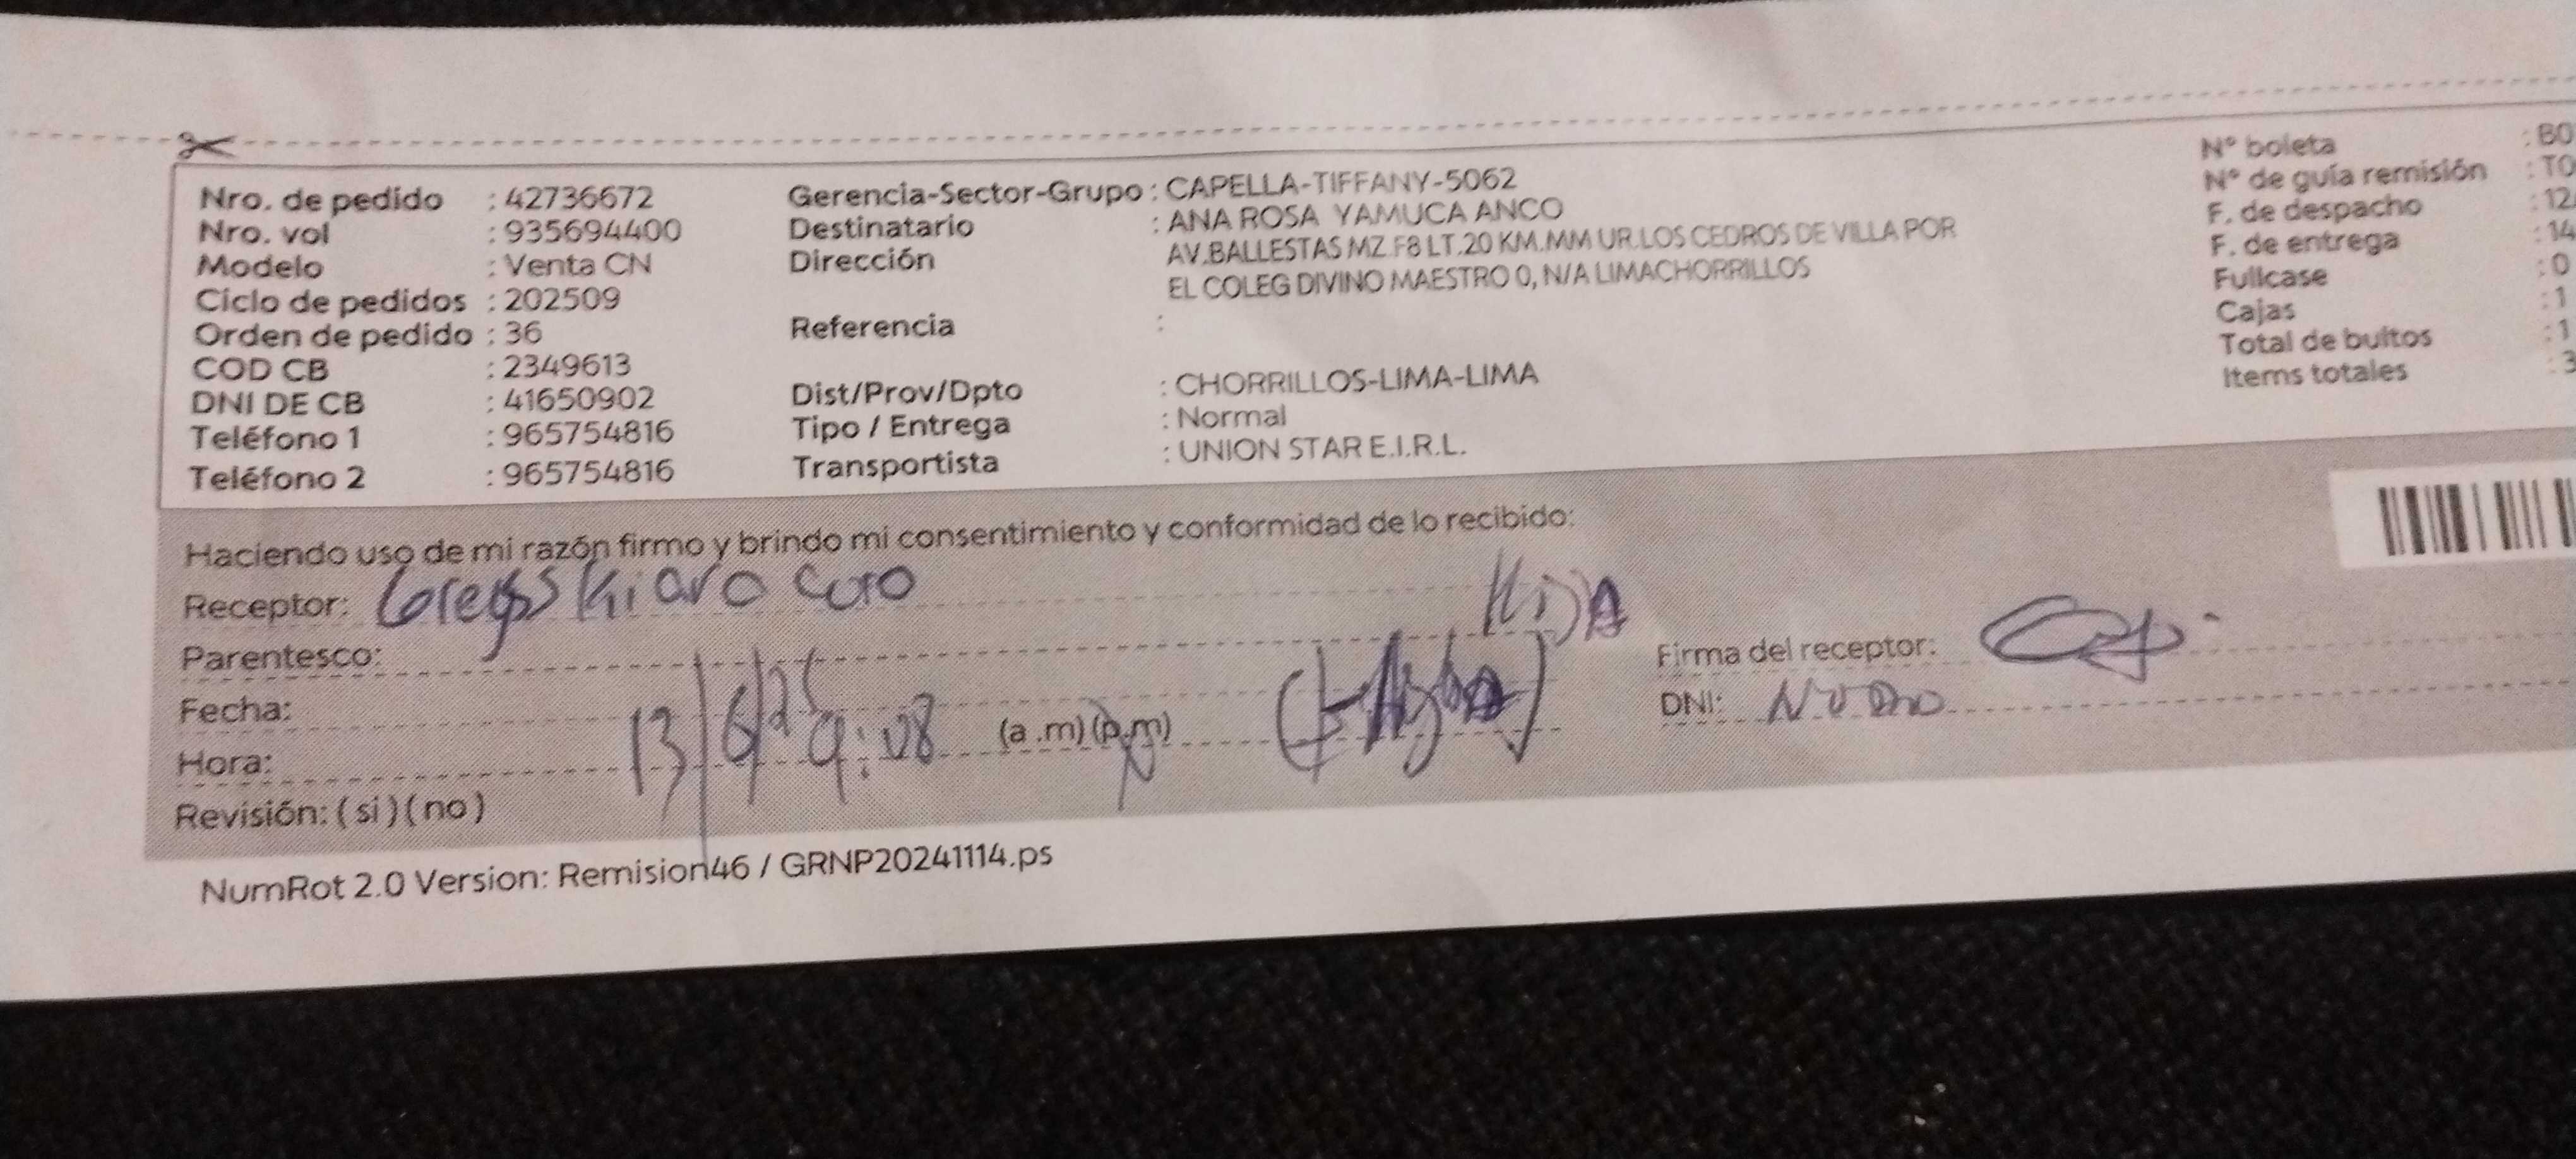 Nro. de pedido : 42736672
Nro. vol : 935694400
Modelo : Venta CN
Ciclo de pedidos : 202509
Orden de pedido : 36
COD CB : 2349613
DNI DE CB : 41650902
Teléfono 1 : 965754816
Teléfono 2 : 965754816
Gerencia-Sector-Grupo : CAPELLA-TIFFANY-5062
Destinatario : ANA ROSA YAMUCA ANCO
Dirección : AV.BALLESTAS MZ.F8 LT.20 KM.MM UR.LOS CEDROS DE VILLA POR
EL COLEG DIVINO MAESTRO 0, N/A LIMACHORRILLOS
Referencia :
Dist/Prov/Dpto : CHORRILLOS-LIMA-LIMA
Tipo / Entrega : Normal
Transportista : UNION STAR E.I.R.L.
N° boleta : B0
N° de guía remisión : T0
F. de despacho : 12
F. de entrega : 14
Fullcase : 0
Cajas : 1
Total de bultos : 1
Items totales : 3
Haciendo uso de mi razón firmo y brindo mi consentimiento y conformidad de lo recibido:
Receptor:
HIJA
Parentesco:
Firma del receptor:
Fecha: 13/6/25
DNI:
Hora: 9:08 (a .m) (p.m)
Revisión: ( si ) ( no )
NumRot 2.0 Version: Remision46 / GRNP20241114.ps